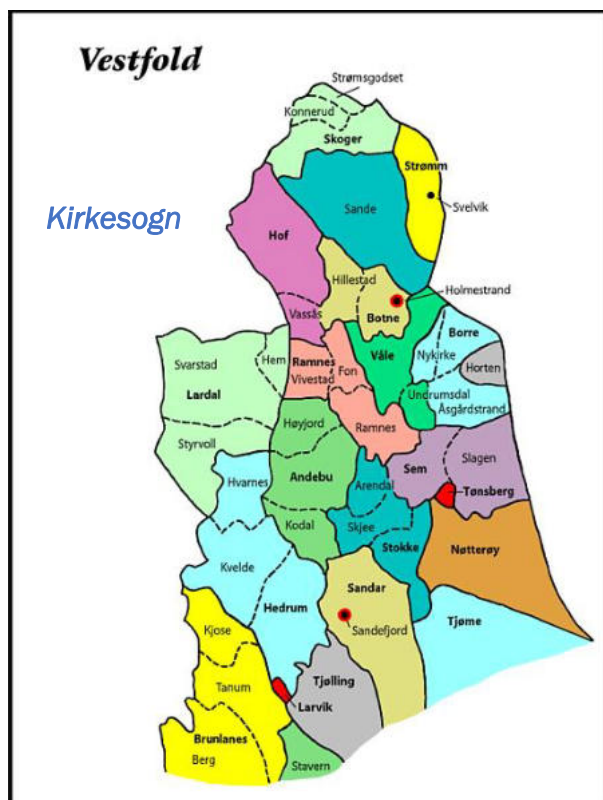 Vestfold
Strømsgodset
Konnerud
Skoger
Strømm
Kirkesogn
Sande
Svelvik
Hof
Hillestad
Holmestrand
Vassås
Botne
Borre
Svarstad
Hem
Ramnes
Våle
Nykirke
Vivestad
Fon
Horten
Lardal
Undrumsdal
Åsgårdstrand
Styrvoll
Høyjord
Ramnes
Sem
Slagen
Hvarnes
Andebu
Arendal
Tønsberg
Kodal
Skjee
Stokke
Nøtterøy
Kvelde
Sandar
Hedrum
Tjøme
Kjose
Sandefjord
Tanum
Tjølling
Larvik
Brunlanes
Berg
Stavern